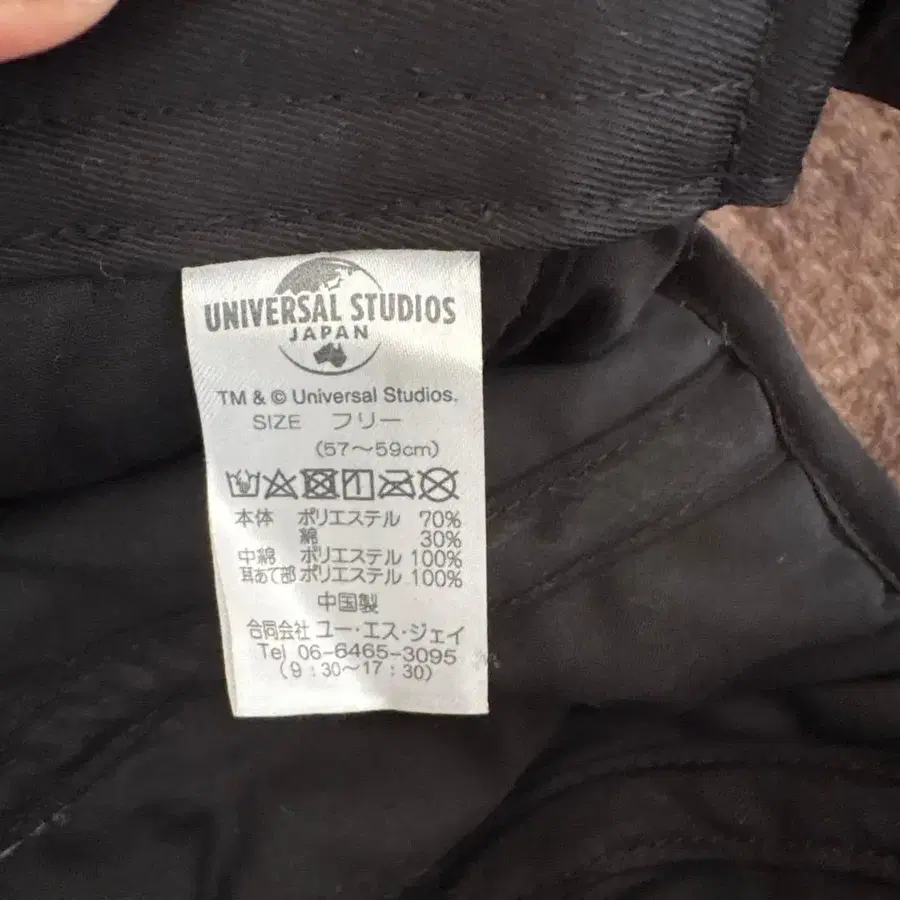 UNIVERSAL STUDIOS
JAPAN
TM & © Universal Studios.
SIZE フリー
(57〜59cm)
本体 ポリエステル 70%
綿 30%
中綿 ポリエステル 100%
耳あて部 ポリエステル 100%
中国製
合同会社 ユー・エス・ジェイ
Tel 06-6465-3095
(9:30〜17:30)